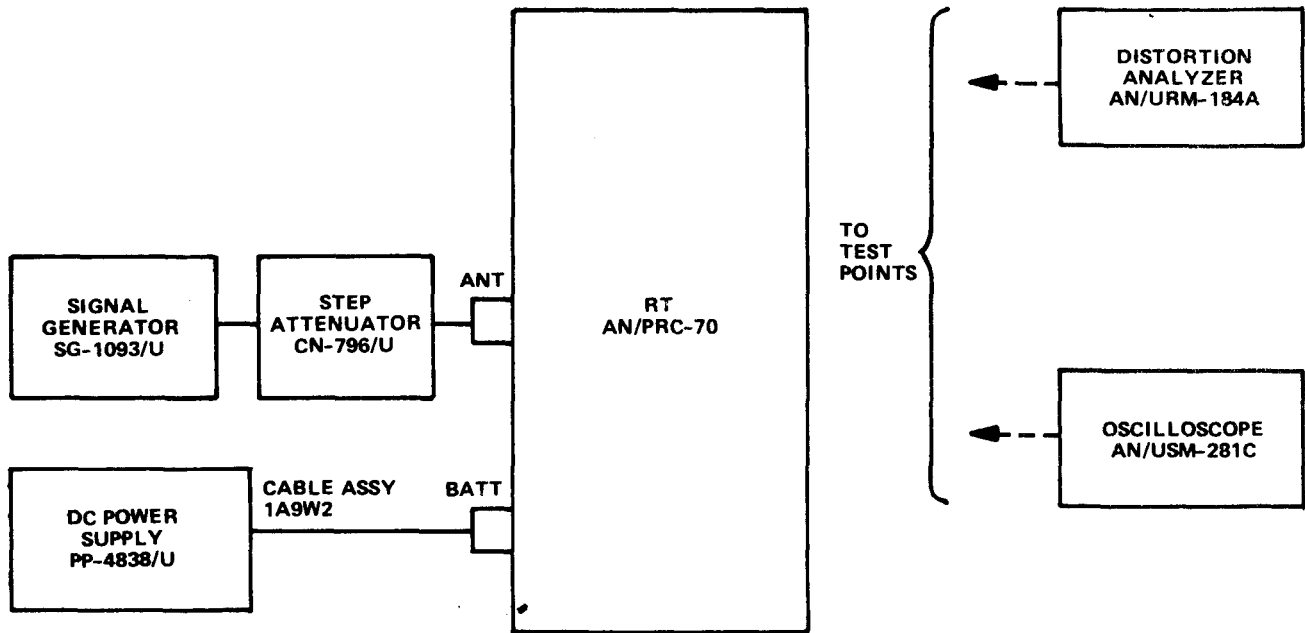 DISTORTION
ANALYZER
AN/URM-184A
TO
TEST
POINTS
ANT
RT
AN/PRC-70
SIGNAL
GENERATOR
SG-1093/U
STEP
ATTENUATOR
CN-796/U
OSCILLOSCOPE
AN/USM-281C
CABLE ASSY
1A9W2
BATT
DC POWER
SUPPLY
PP-4838/U